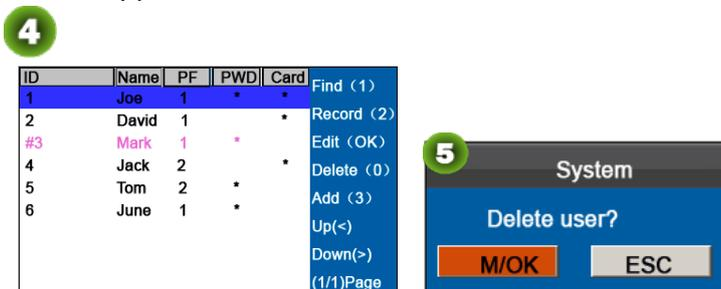 4
ID Name PF PWD Card
1 Joe 1 * *
2 David 1 *
#3 Mark 1 *
4 Jack 2 *
5 Tom 2 *
6 June 1 *
Find（1）
Record（2）
Edit（OK）
Delete（0）
Add（3）
Up(<)
Down(>)
(1/1)Page
5
System
Delete user?
M/OK ESC